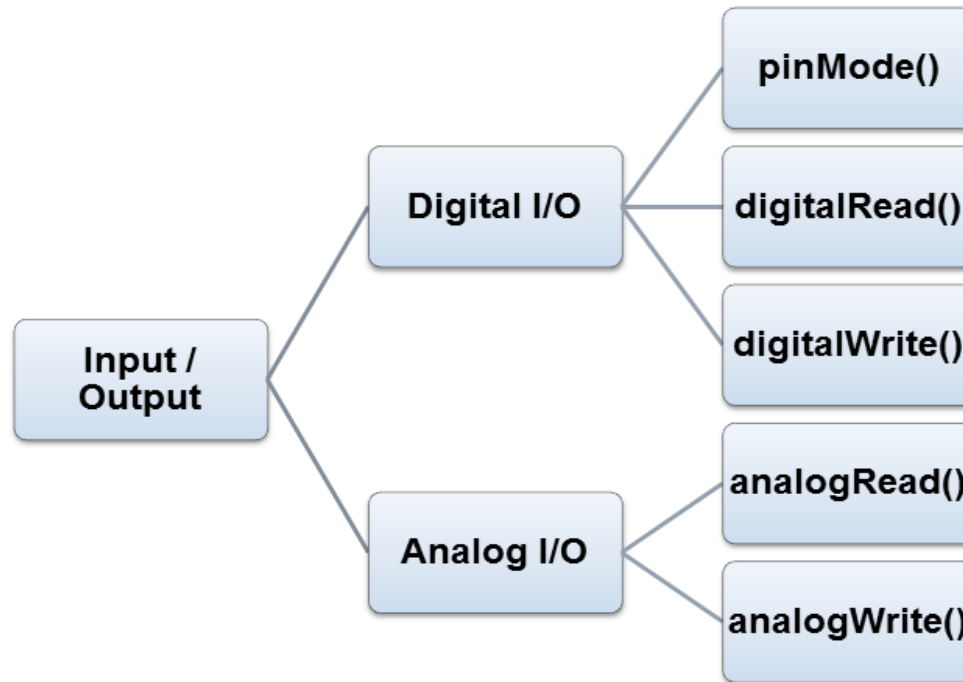 pinMode()
Digital I/O
digitalRead()
digitalWrite()
Input /
Output
analogRead()
Analog I/O
analogWrite()